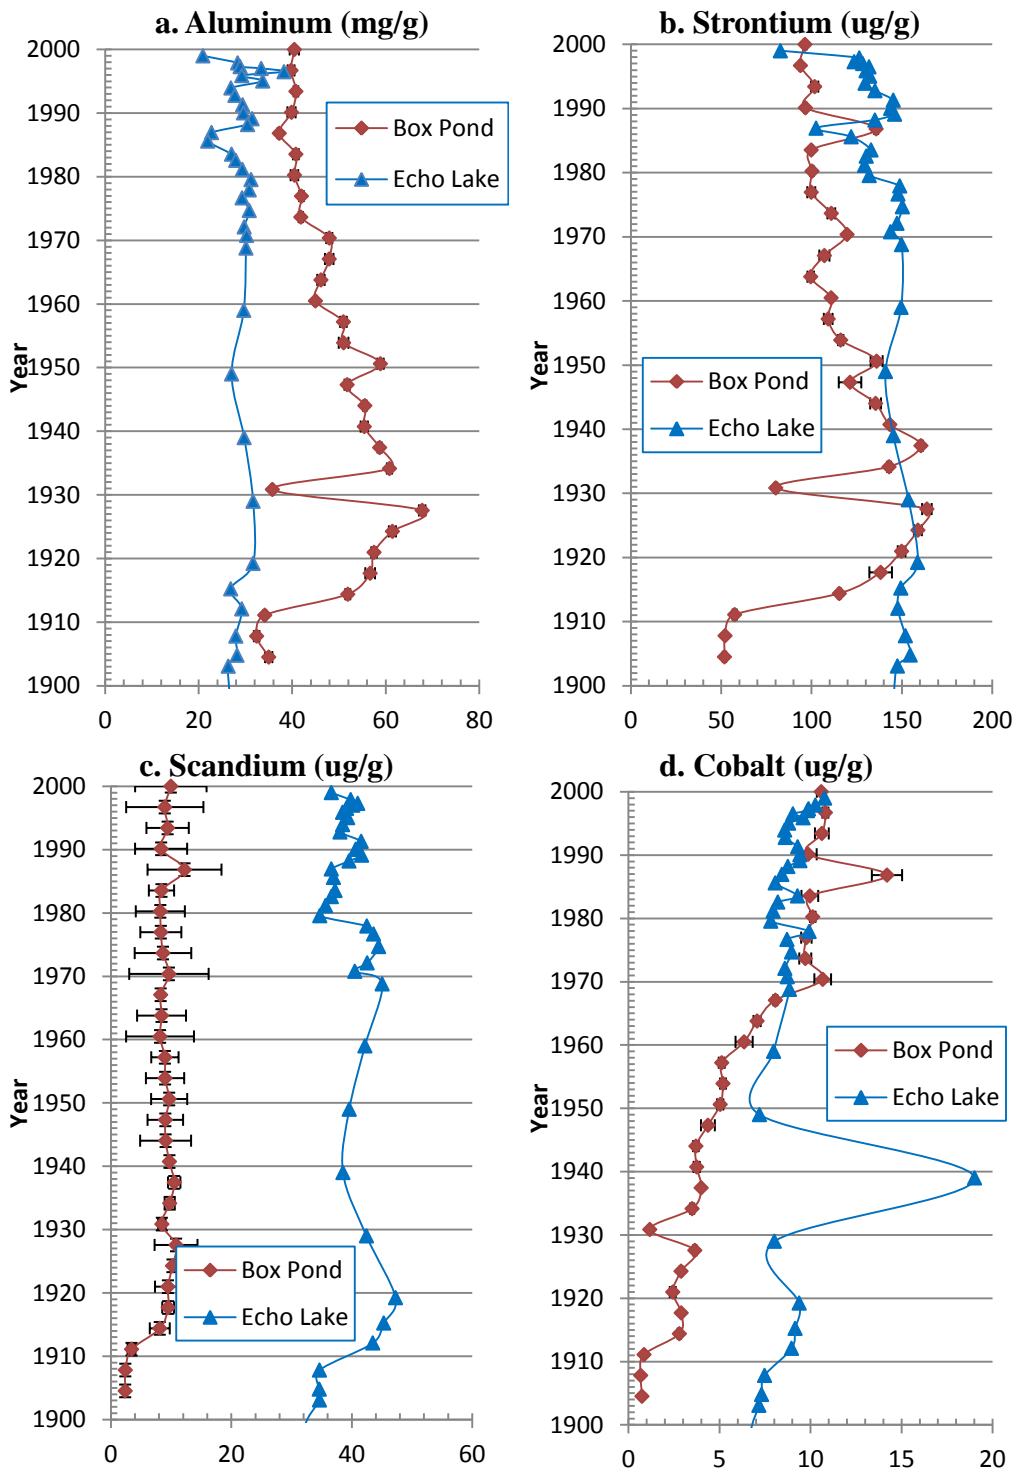 a. Aluminum (mg/g)
2000
1990
1980
1970
1960
1950
1940
1930
1920
1910
1900
Year
0 20 40 60 80
Box Pond
Echo Lake
b. Strontium (ug/g)
2000
1990
1980
1970
1960
1950
1940
1930
1920
1910
1900
Year
0 50 100 150 200
Box Pond
Echo Lake
c. Scandium (ug/g)
2000
1990
1980
1970
1960
1950
1940
1930
1920
1910
1900
Year
0 20 40 60
Box Pond
Echo Lake
d. Cobalt (ug/g)
2000
1990
1980
1970
1960
1950
1940
1930
1920
1910
1900
Year
0 5 10 15 20
Box Pond
Echo Lake